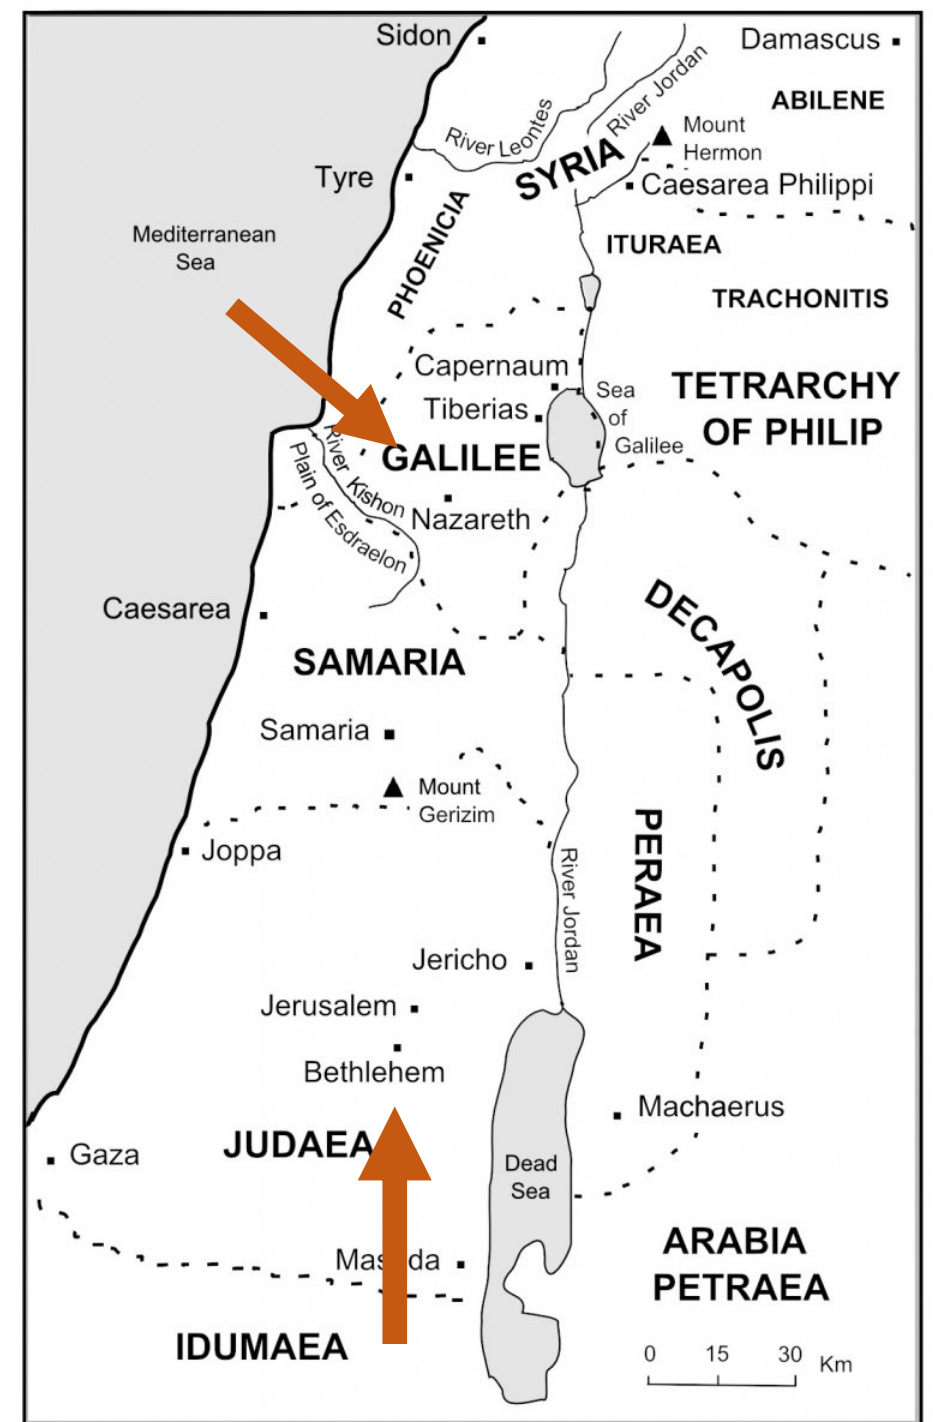 Sidon
Damascus
ABILENE
River Jordan
River Leontes
Mount
Hermon
SYRIA
Tyre
Caesarea Philippi
PHOENICIA
Mediterranean
Sea
ITURAEA
TRACHONITIS
Capernaum
TETRARCHY
OF PHILIP
Sea
of
Galilee
Tiberias
GALILEE
River Kishon
Plain of Esdraelon
Nazareth
Caesarea
DECAPOLIS
SAMARIA
Samaria
Mount
Gerizim
PERAEA
Joppa
River Jordan
Jericho
Jerusalem
Bethlehem
Machaerus
JUDAEA
Gaza
Dead
Sea
ARABIA
PETRAEA
IDUMAEA
0 15 30 Km